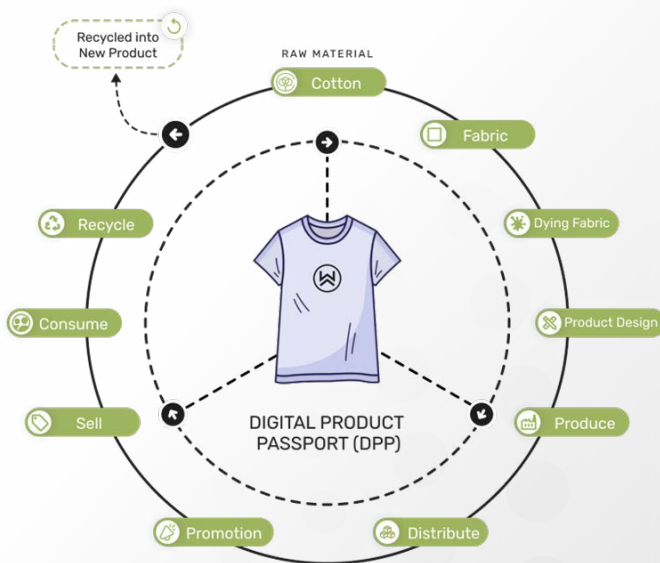 Recycled into
New Product
RAW MATERIAL
Cotton
Fabric
Recycle
Dying Fabric
Consume
Product Design
Sell
DIGITAL PRODUCT
PASSPORT (DPP)
Produce
Promotion
Distribute